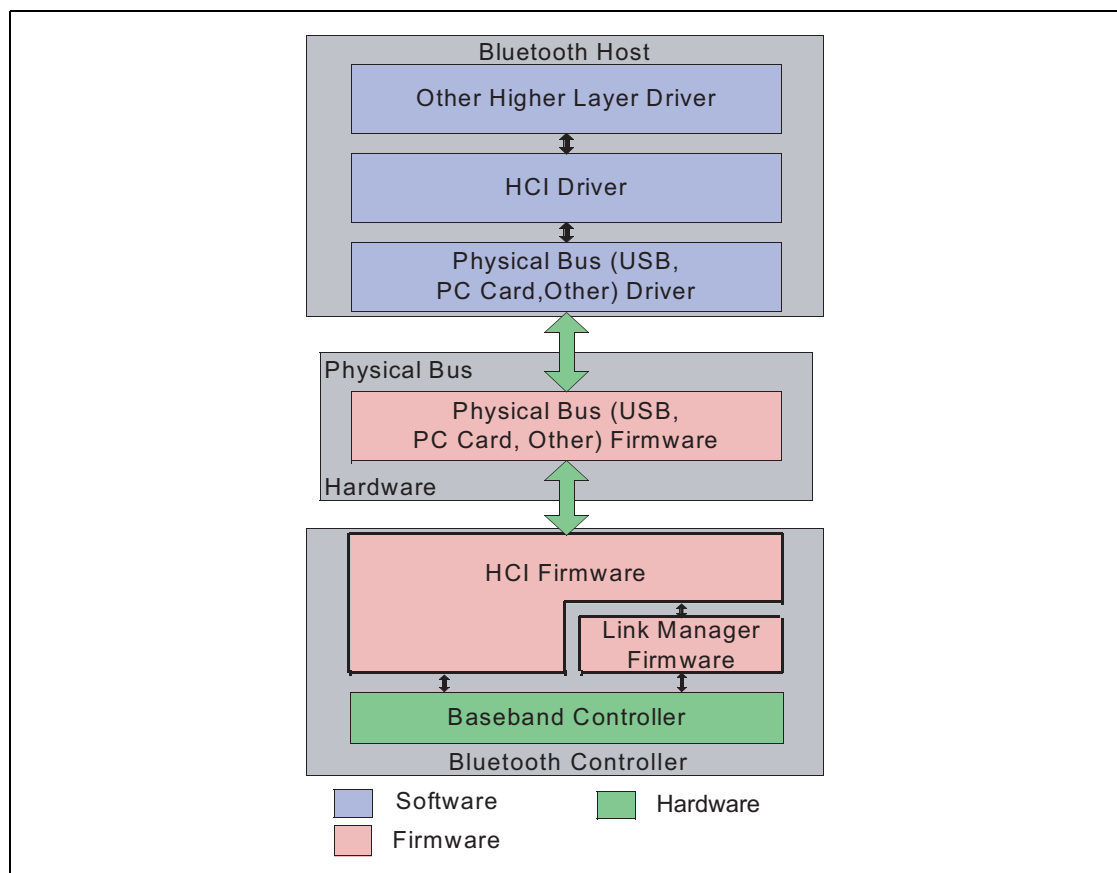 Bluetooth Host
Other Higher Layer Driver
HCI Driver
Physical Bus (USB,
PC Card,Other) Driver
Physical Bus
Physical Bus (USB,
PC Card, Other) Firmware
Hardware
HCI Firmware
Link Manager
Firmware
Baseband Controller
Bluetooth Controller
Software
Hardware
Firmware